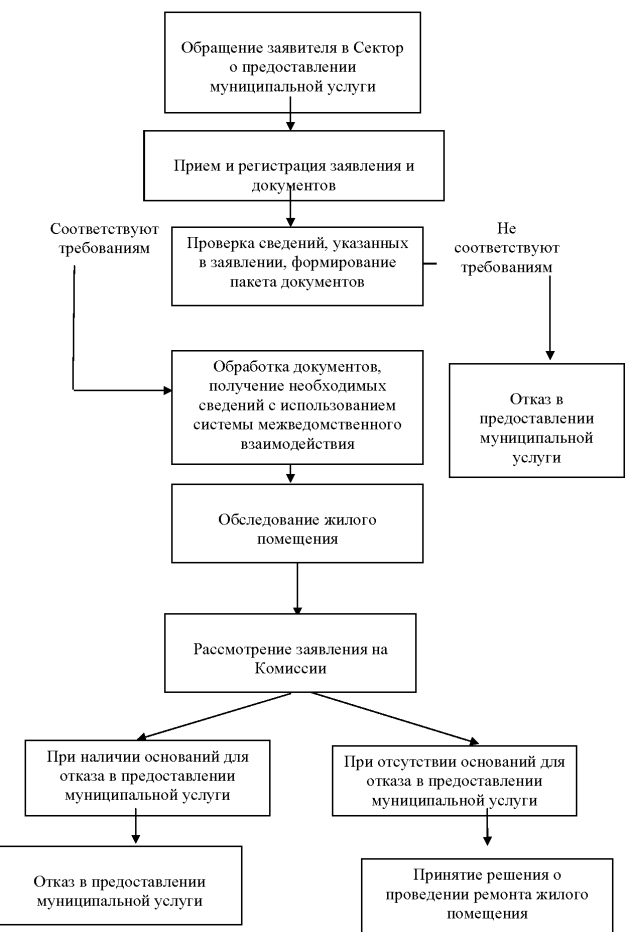 Обращение заявителя в Сектор
о предоставлении
муниципальной услуги
Прием и регистрация заявления и
документов
Соответствуют
требованиям
Проверка сведений, указанных
в заявлении, формирование
пакета документов
Не
соответствуют
требованиям
Обработка документов,
получение необходимых
сведений с использованием
системы межведомственного
взаимодействия
Отказ в
предоставлении
муниципальной
услуги
Обследование жилого
помещения
Рассмотрение заявления на
Комиссии
При наличии оснований для
отказа в предоставлении
муниципальной услуги
При отсутствии оснований для
отказа в предоставлении
муниципальной услуги
Отказ в предоставлении
муниципальной услуги
Принятие решения о
проведении ремонта жилого
помещения